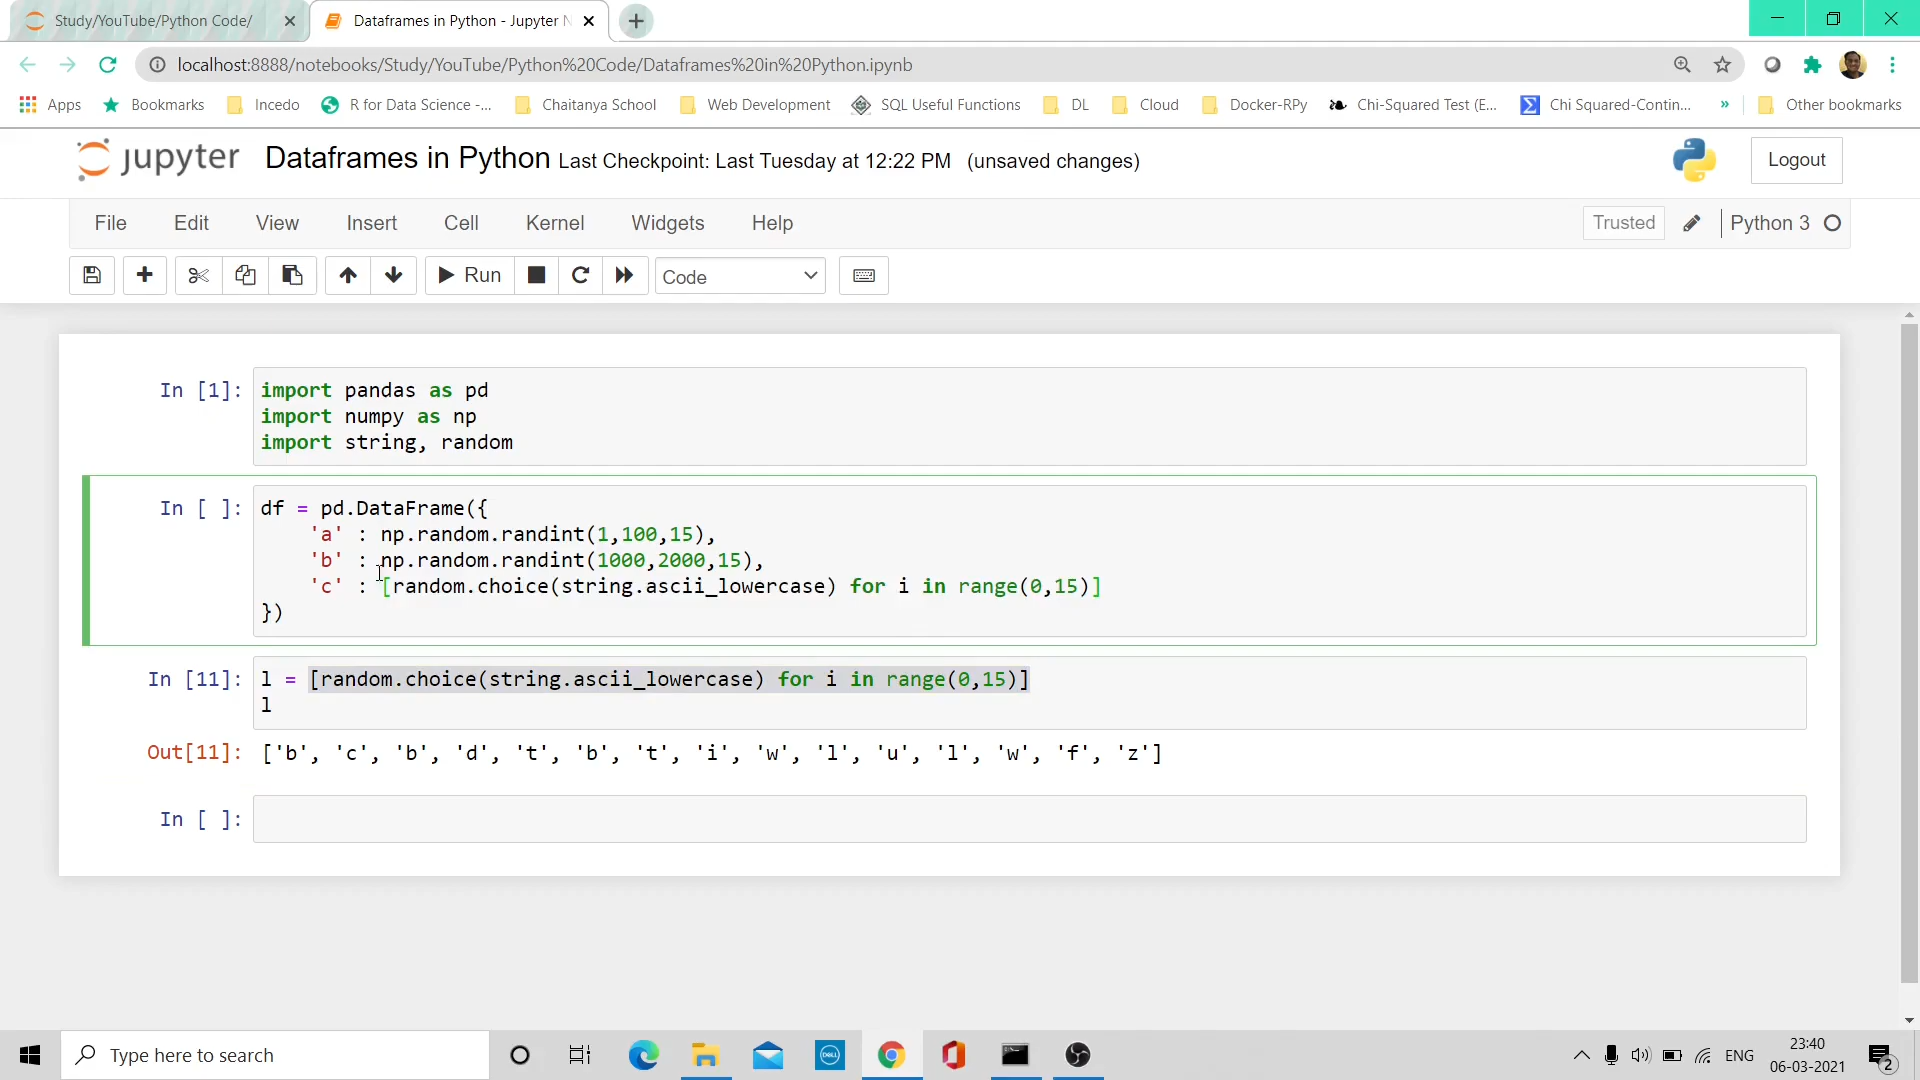 Study/YouTube/Python Code/
Dataframes in Python - Jupyter N
localhost:8888/notebooks/Study/YouTube/Python%20Code/Dataframes%20in%20Python.ipynb
Apps Bookmarks Incedo R for Data Science -... Chaitanya School Web Development SQL Useful Functions DL Cloud Docker-RPy Chi-Squared Test (E... Chi Squared-Contin... » Other bookmarks
jupyter Dataframes in Python Last Checkpoint: Last Tuesday at 12:22 PM (unsaved changes) Logout
File Edit View Insert Cell Kernel Widgets Help Trusted Python 3
Run Code
In [1]: import pandas as pd
import numpy as np
import string, random
In [ ]: df = pd.DataFrame({
'a' : np.random.randint(1,100,15),
'b' : np.random.randint(1000,2000,15),
'c' : [random.choice(string.ascii_lowercase) for i in range(0,15)]
})
In [11]: l = [random.choice(string.ascii_lowercase) for i in range(0,15)]
l
Out[11]: ['b', 'c', 'b', 'd', 't', 'b', 't', 'i', 'w', 'l', 'u', 'l', 'w', 'f', 'z']
In [ ]:
Type here to search
DELL
ENG
23:40
06-03-2021
2